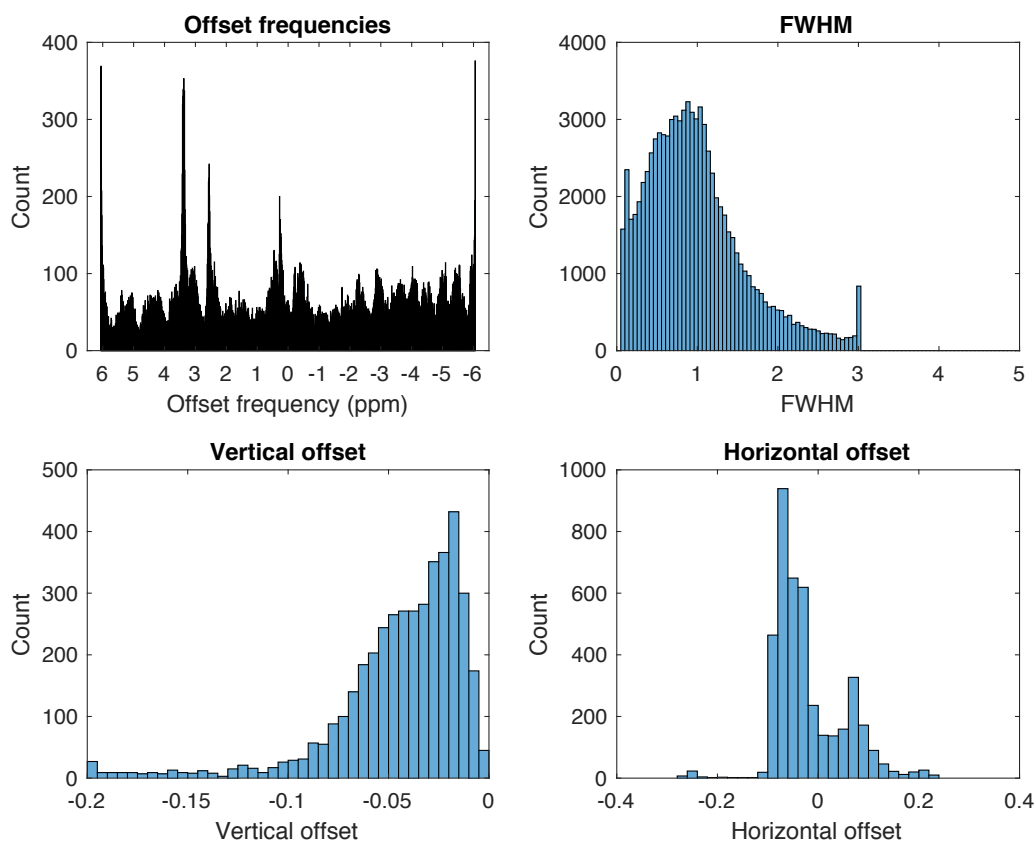 Offset frequencies
400
300
200
100
0
Count
6 5 4 3 2 1 0 -1 -2 -3 -4 -5 -6
Offset frequency (ppm)
FWHM
4000
3000
2000
1000
0
Count
0 1 2 3 4 5
FWHM
Vertical offset
500
400
300
200
100
0
Count
-0.2 -0.15 -0.1 -0.05 0
Vertical offset
Horizontal offset
1000
800
600
400
200
0
Count
-0.4 -0.2 0 0.2 0.4
Horizontal offset